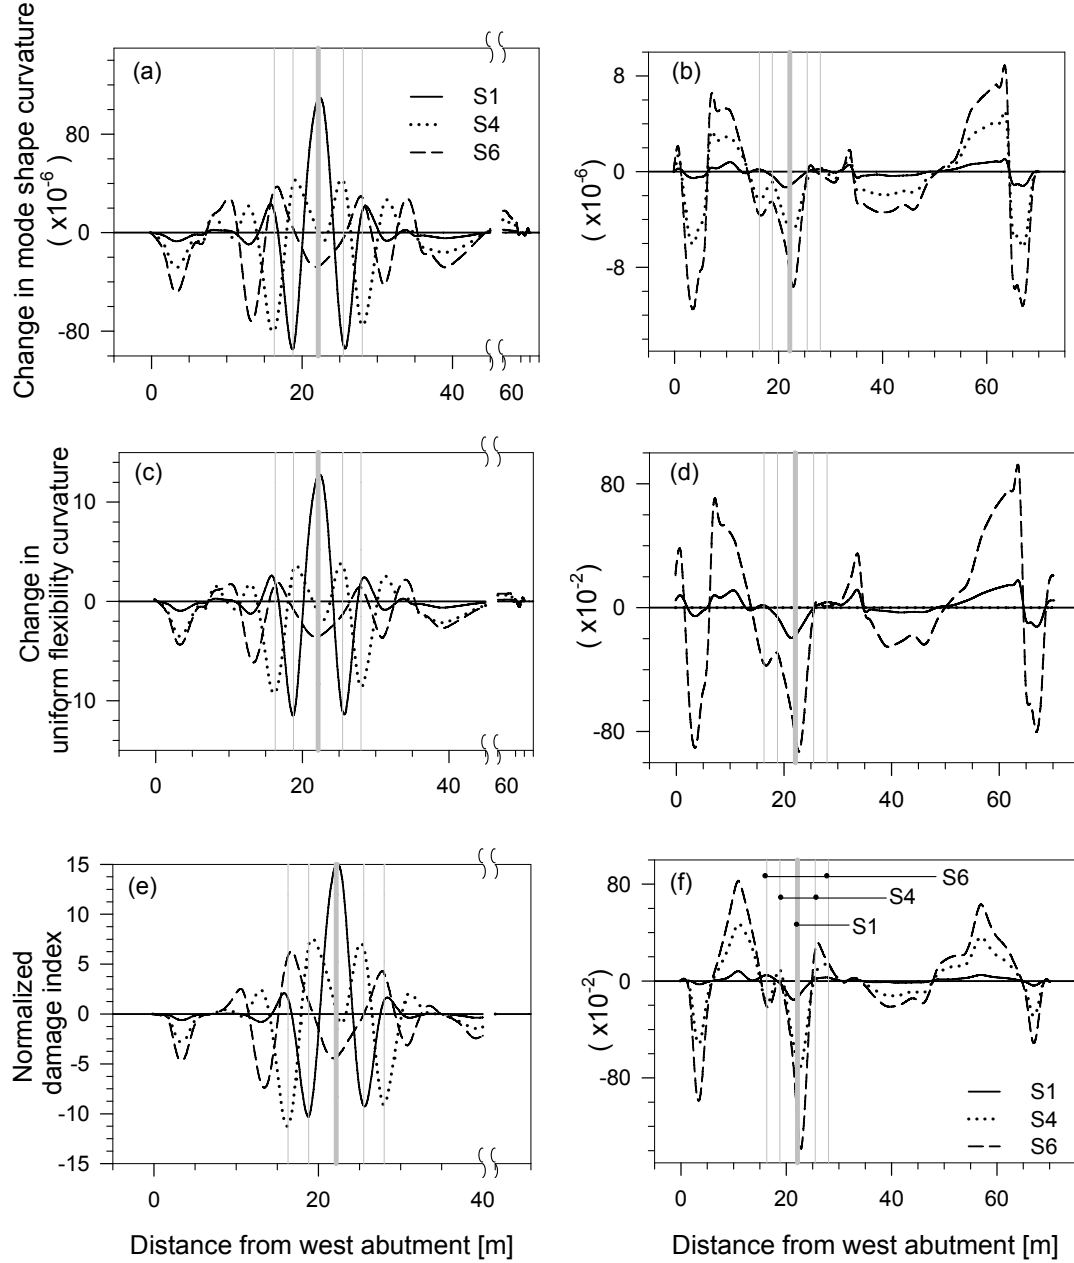 Change in mode shape curvature
( x10-6)
(a)
S1
S4
S6
80
0
-80
0
20
40
60
(b)
( x10-6)
8
0
-8
0
20
40
60
Change in
uniform flexibility curvature
(c)
10
0
-10
0
20
40
60
(d)
( x10-2)
80
0
-80
0
20
40
60
Normalized
damage index
(e)
15
10
5
0
-5
-10
-15
0
20
40
Distance from west abutment [m]
(f)
( x10-2)
80
0
-80
S6
S4
S1
S1
S4
S6
0
20
40
60
Distance from west abutment [m]